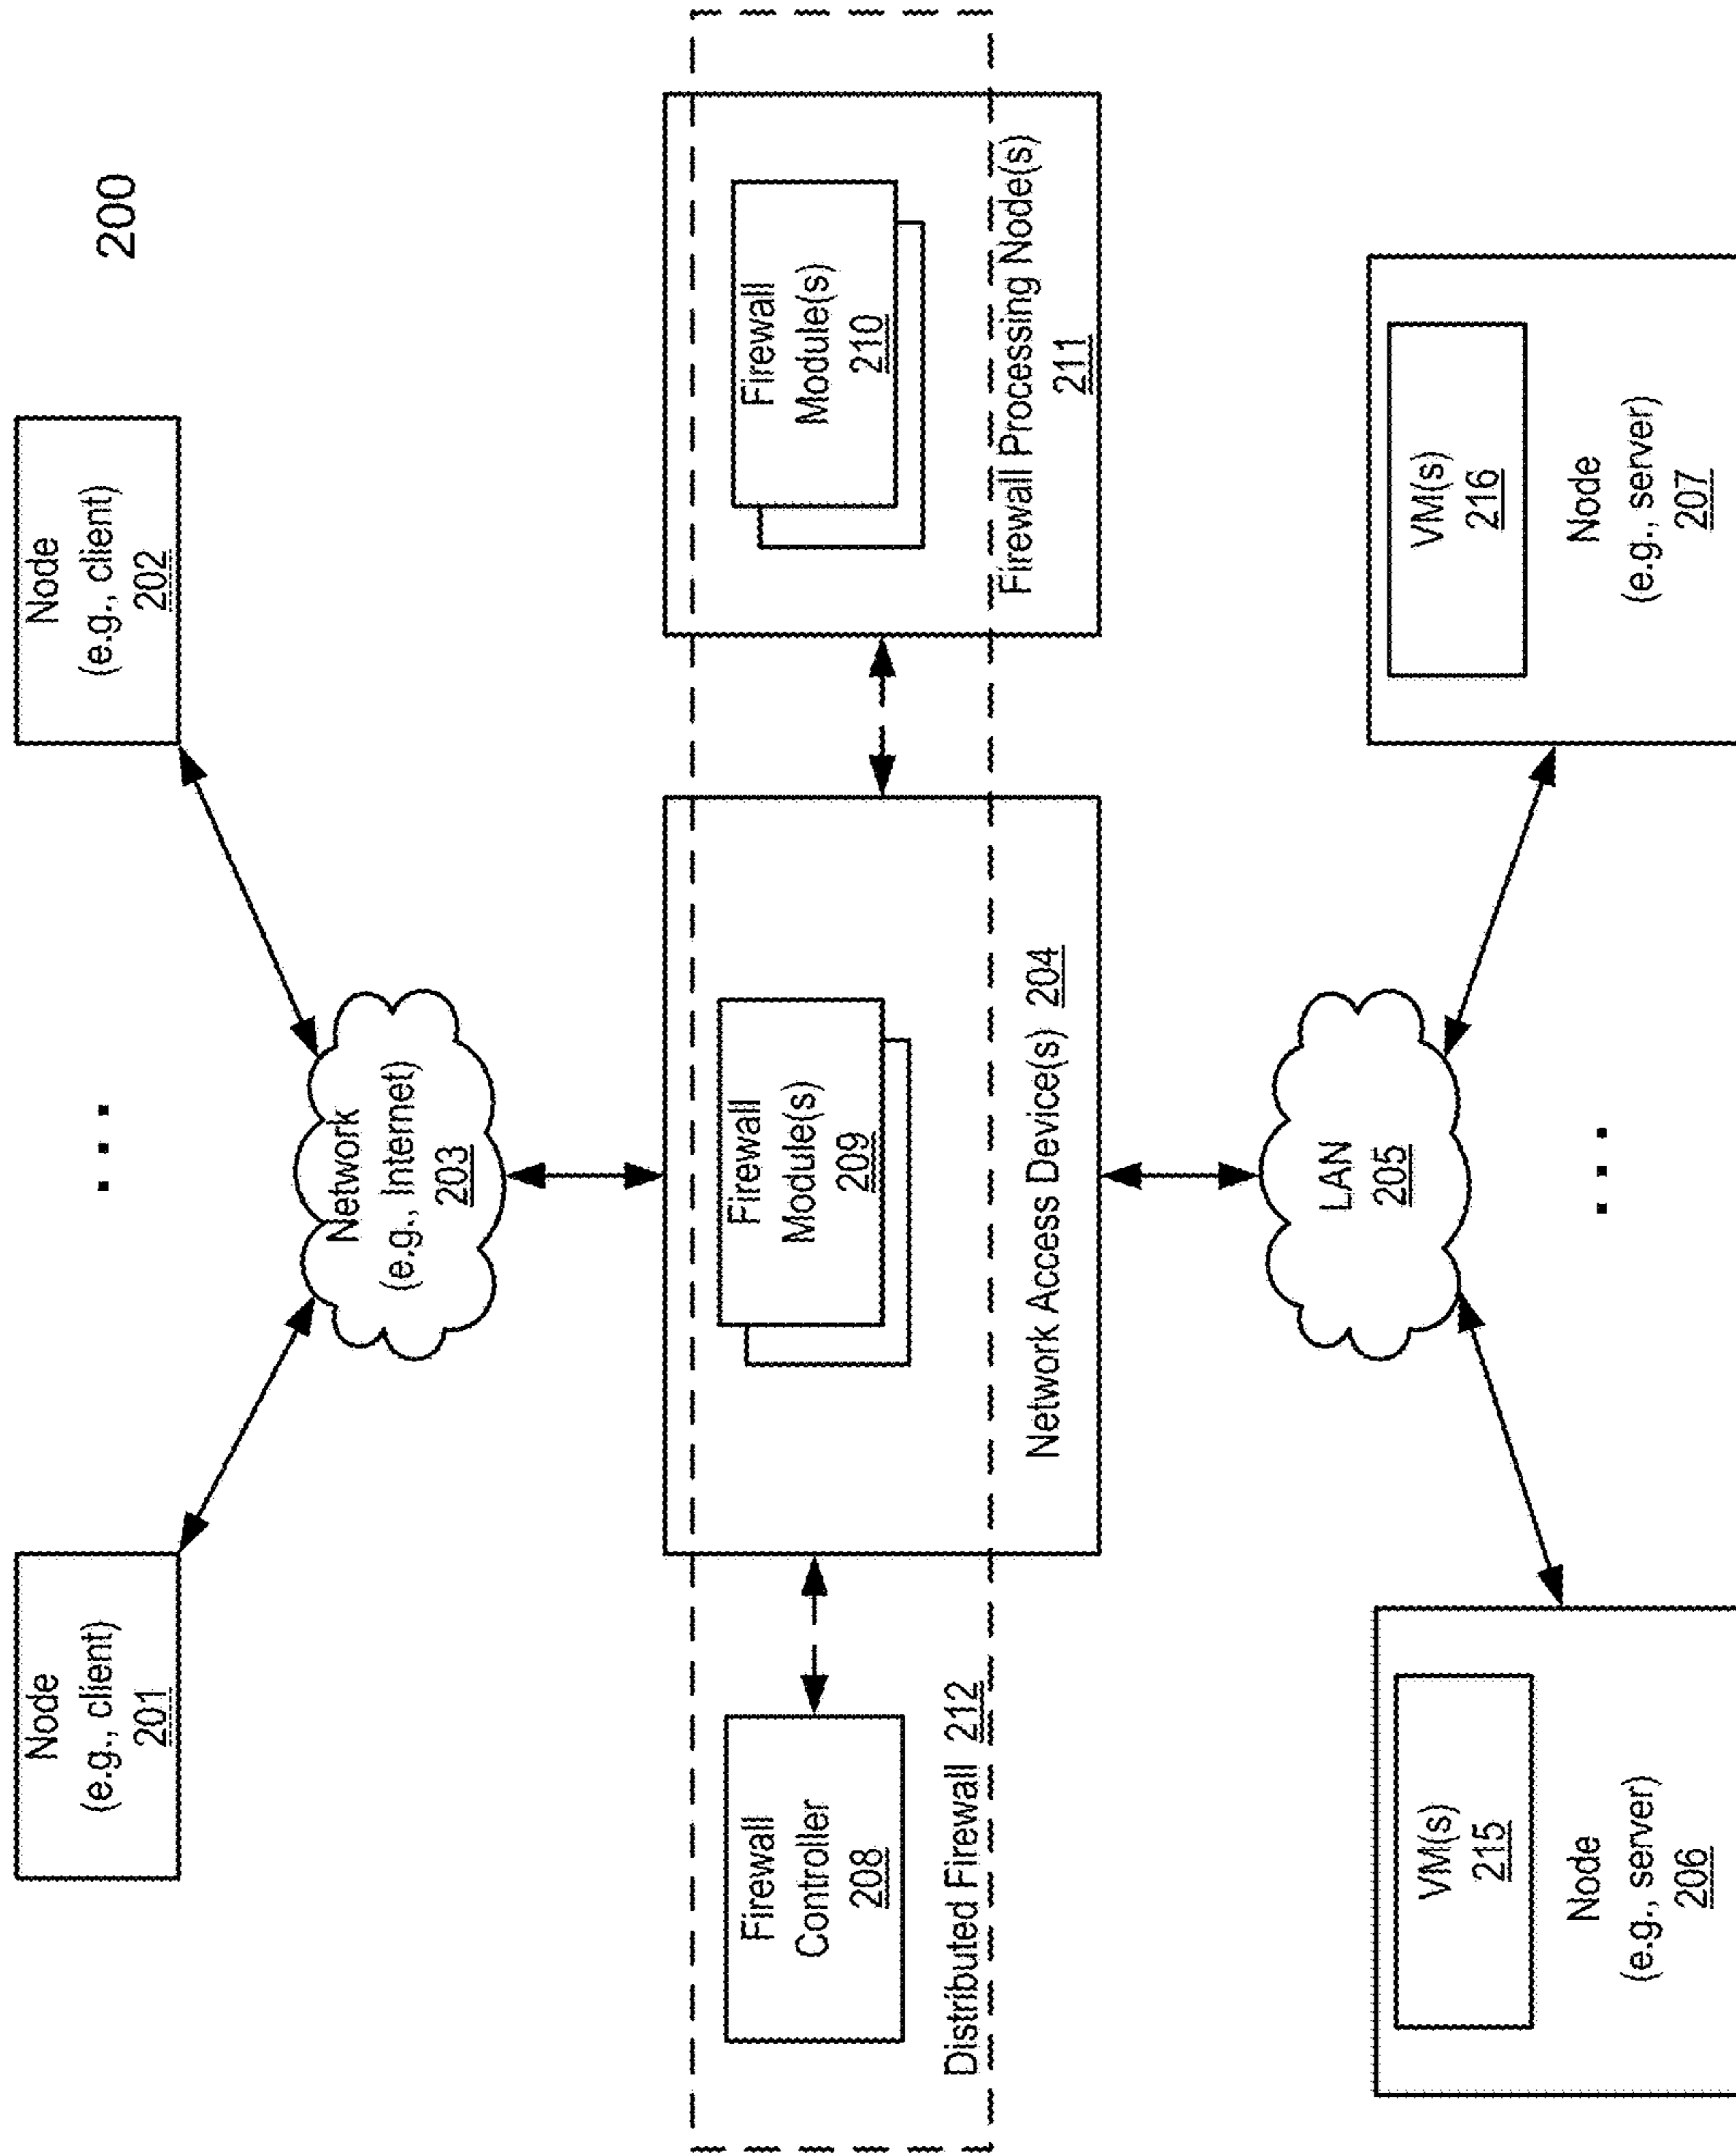 200
Node
(e.g., client)
201
. . .
Node
(e.g., client)
202
Network
(e.g., Internet)
203
Firewall
Controller
208
Distributed Firewall 212
Firewall
Module(s)
209
Network Access Device(s) 204
Firewall
Module(s)
210
Firewall Processing Node(s)
211
LAN
205
VM(s)
215
Node
(e.g., server)
206
. . .
VM(s)
216
Node
(e.g., server)
207